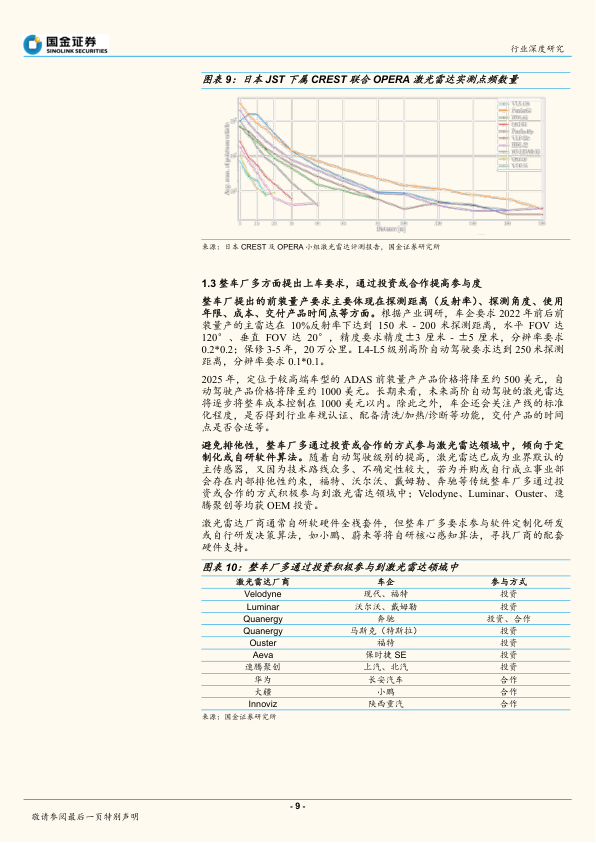 国金证券
SINOLINK SECURITIES
行业深度研究
图表 9：日本 JST 下属 CREST 联合 OPERA 激光雷达实测点频数量
Distance [m]
来源：日本 CREST 及 OPERA 小组激光雷达评测报告，国金证券研究所
1.3 整车厂多方面提出上车要求，通过投资或合作提高参与度
整车厂提出的前装量产要求主要体现在探测距离（反射率）、探测角度、使用
年限、成本、交付产品时间点等方面。根据产业调研，车企要求 2022 年前后前
装量产的主雷达在 10%反射率下达到 150 米 - 200 米探测距离，水平 FOV 达
120°、垂直 FOV 达 20°，精度要求精度±3 厘米 - ±5 厘米，分辨率要求
0.2*0.2；保修 3-5 年，20 万公里。L4-L5 级别高阶自动驾驶要求达到 250 米探测
距离，分辨率要求 0.1*0.1。
2025 年，定位于较高端车型的 ADAS 前装量产产品价格将降至约 500 美元，自
动驾驶产品价格将降至约 1000 美元。长期来看，未来高阶自动驾驶的激光雷达
将逐步将整车成本控制在 1000 美元以内。除此之外，车企还会关注产线的标准
化程度，是否得到行业车规认证、配备清洗/加热/诊断等功能，交付产品的时间
点是否合适等。
避免排他性，整车厂多通过投资或合作的方式参与激光雷达领域中，倾向于定
制化或自研软件算法。随着自动驾驶级别的提高，激光雷达已成为业界默认的
主传感器，又因为技术路线众多、不确定性较大，若为并购或自行成立事业部
会存在内部排他性约束，福特、沃尔沃、戴姆勒、奔驰等传统整车厂多通过投
资或合作的方式积极参与到激光雷达领域中；Velodyne、Luminar、Ouster、速
腾聚创等均获 OEM 投资。
激光雷达厂商通常自研软硬件全栈套件，但整车厂多要求参与软件定制化研发
或自行研发决策算法，如小鹏、蔚来等将自研核心感知算法，寻找厂商的配套
硬件支持。
图表 10：整车厂多通过投资积极参与到激光雷达领域中
激光雷达厂商 车企 参与方式
Velodyne 现代、福特 投资
Luminar 沃尔沃、戴姆勒 投资
Quanergy 奔驰 投资、合作
Quanergy 马斯克（特斯拉） 投资
Ouster 福特 投资
Aeva 保时捷 SE 投资
速腾聚创 上汽、北汽 投资
华为 长安汽车 合作
大疆 小鹏 合作
Innoviz 陕西重汽 合作
来源：国金证券研究所
- 9 -
敬请参阅最后一页特别声明